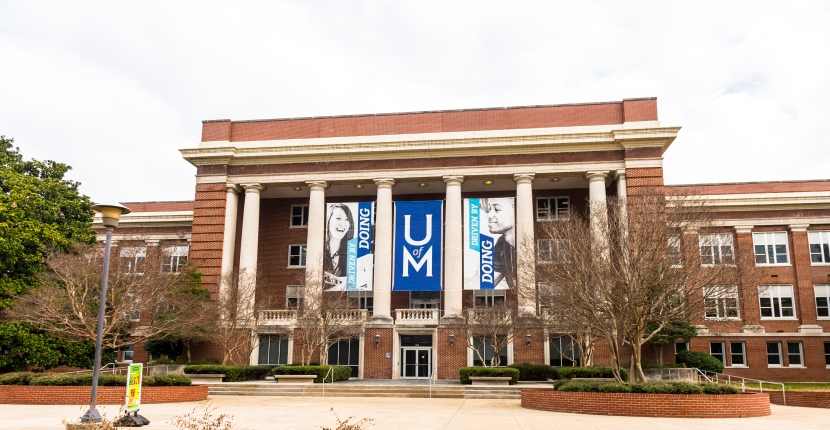 DRIVEN BY
DOING
U
of
M
DRIVEN BY
DOING